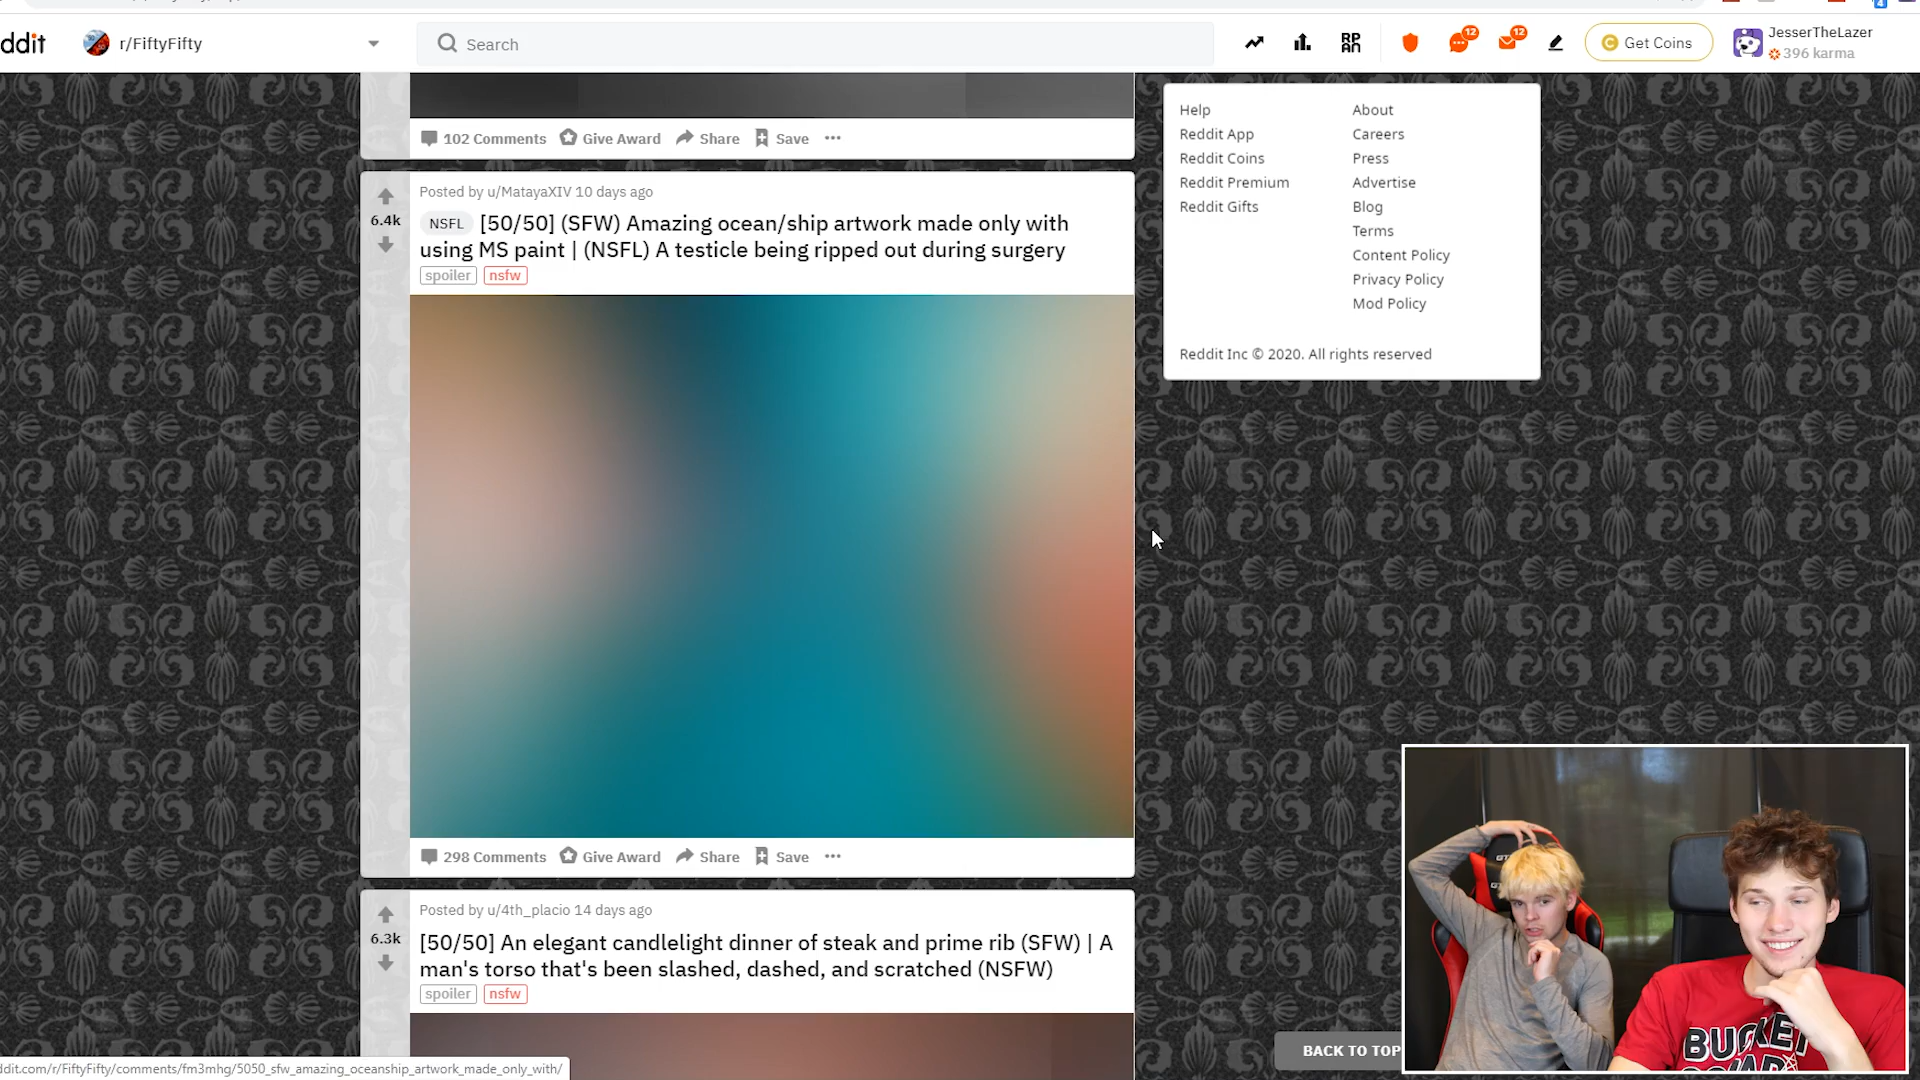 ddit
r/FiftyFifty
Search
RP
AN
12
12
Get Coins
JesserTheLazer
396 karma
4
102 Comments Give Award Share Save
Posted by u/MatayaXIV 10 days ago
6.4k
NSFL [50/50] (SFW) Amazing ocean/ship artwork made only with
using MS paint | (NSFL) A testicle being ripped out during surgery
spoiler nsfw
298 Comments Give Award Share Save
Posted by u/4th_placio 14 days ago
6.3k
[50/50] An elegant candlelight dinner of steak and prime rib (SFW) | A
man's torso that's been slashed, dashed, and scratched (NSFW)
spoiler nsfw
Help About
Reddit App Careers
Reddit Coins Press
Reddit Premium Advertise
Reddit Gifts Blog
Terms
Content Policy
Privacy Policy
Mod Policy
Reddit Inc © 2020. All rights reserved
BACK TO TOP
BUCKET
SQUAD
ddit.com/r/FiftyFifty/comments/fm3mhg/5050_sfw_amazing_oceanship_artwork_made_only_with/